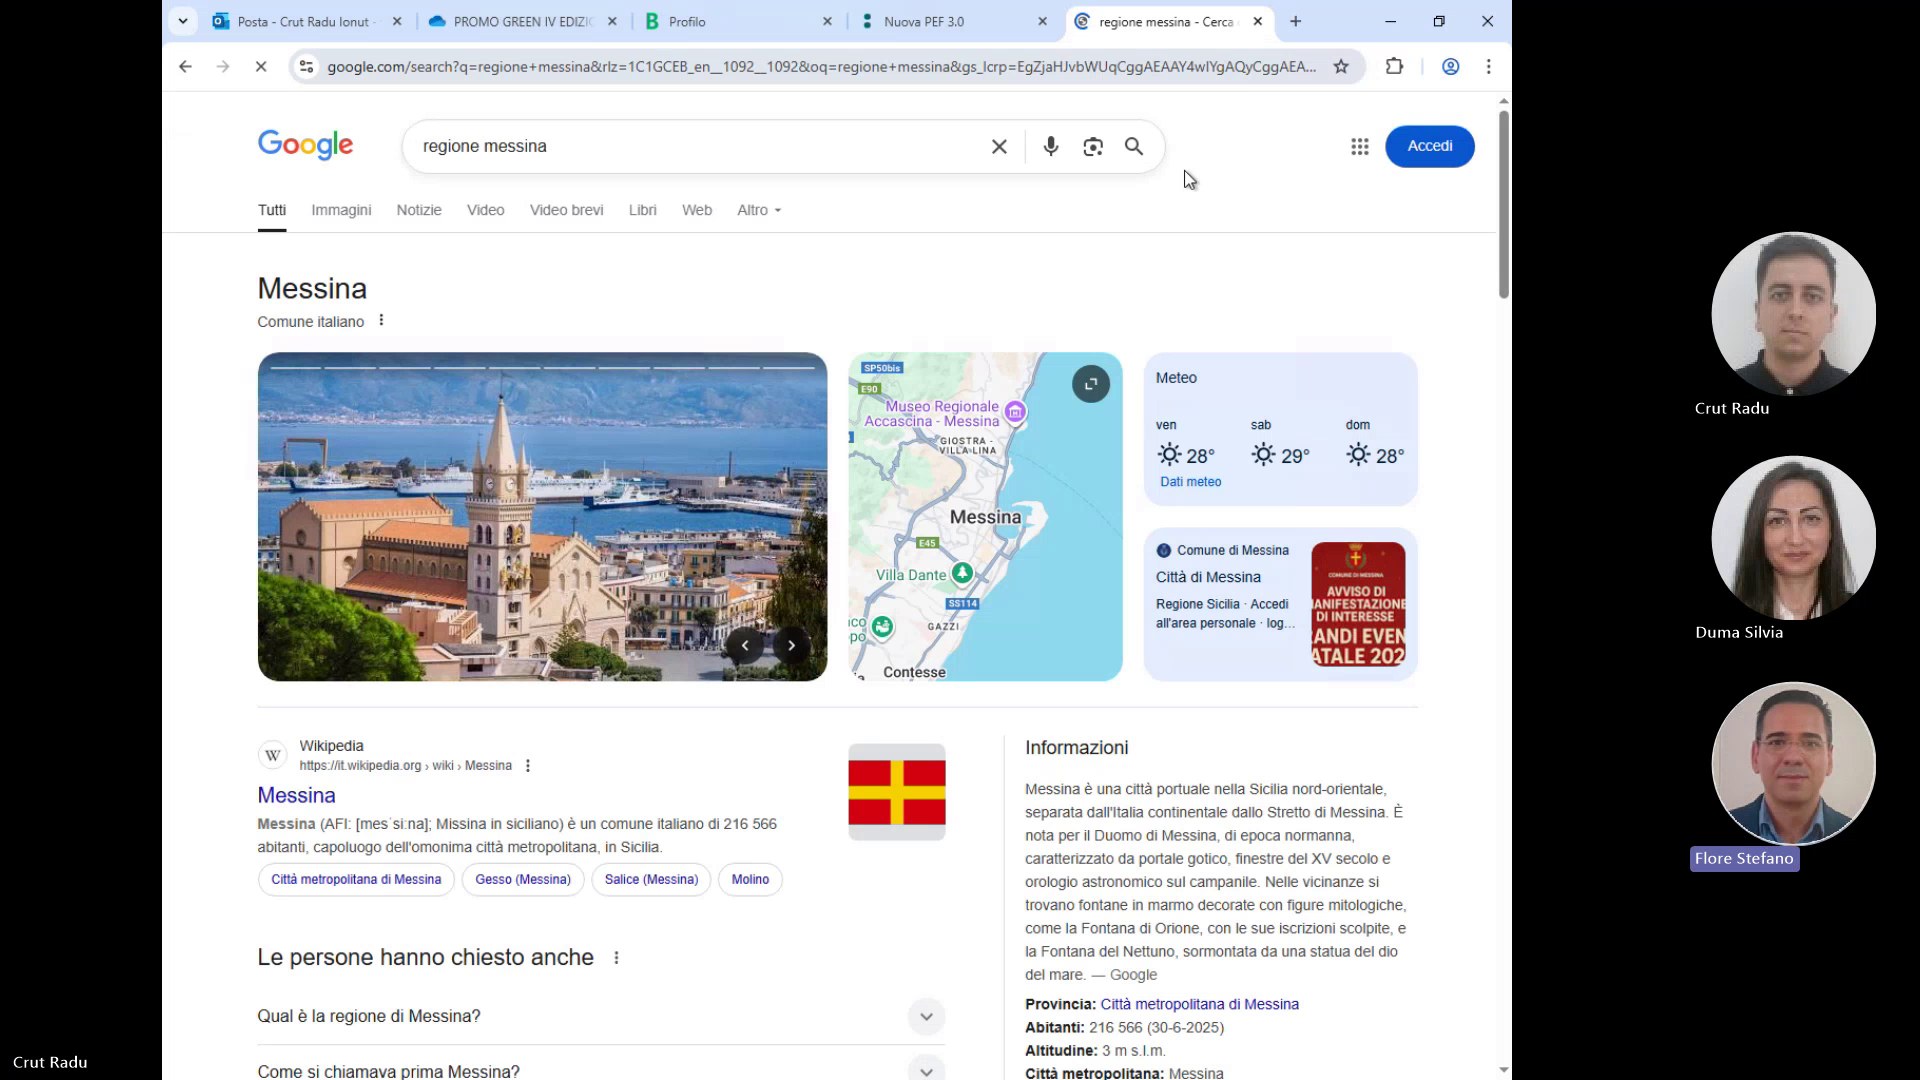 Posta - Crut Radu Ionut -
PROMO GREEN IV EDIZI
Profilo
Nuova PEF 3.0
regione messina - Cerca
google.com/search?q=regione+messina&rlz=1C1GCEB_en__1092__1092&oq=regione+messina&gs_lcrp=EgZjaHJvbWUqCggAEAAY4wIYgAQyCggAEA...
Google
regione messina
Accedi
Tutti
Immagini
Notizie
Video
Video brevi
Libri
Web
Altro
Messina
Comune italiano
SP50bis
E90
Museo Regionale
Accascina - Messina
GIOSTRA -
VILLA LINA
Messina
E45
Villa Dante
SS114
GAZZI
Contesse
Meteo
ven
sab
dom
28°
29°
28°
Dati meteo
Comune di Messina
Città di Messina
Regione Sicilia · Accedi
all'area personale · log...
COMUNE DI MESSINA
AVVISO DI
MANIFESTAZIONE
DI INTERESSE
ANDI EVEN
ATALE 202
W
Wikipedia
https://it.wikipedia.org › wiki › Messina
Messina
Messina (AFI: [mesˈsiːna]; Missina in siciliano) è un comune italiano di 216 566
abitanti, capoluogo dell'omonima città metropolitana, in Sicilia.
Città metropolitana di Messina
Gesso (Messina)
Salice (Messina)
Molino
Le persone hanno chiesto anche
Qual è la regione di Messina?
Come si chiamava prima Messina?
Informazioni
Messina è una città portuale nella Sicilia nord-orientale,
separata dall'Italia continentale dallo Stretto di Messina. È
nota per il Duomo di Messina, di epoca normanna,
caratterizzato da portale gotico, finestre del XV secolo e
orologio astronomico sul campanile. Nelle vicinanze si
trovano fontane in marmo decorate con figure mitologiche,
come la Fontana di Orione, con le sue iscrizioni scolpite, e
la Fontana del Nettuno, sormontata da una statua del dio
del mare. — Google
Provincia: Città metropolitana di Messina
Abitanti: 216 566 (30-6-2025)
Altitudine: 3 m s.l.m.
Città metropolitana: Messina
Crut Radu
Duma Silvia
Flore Stefano
Crut Radu